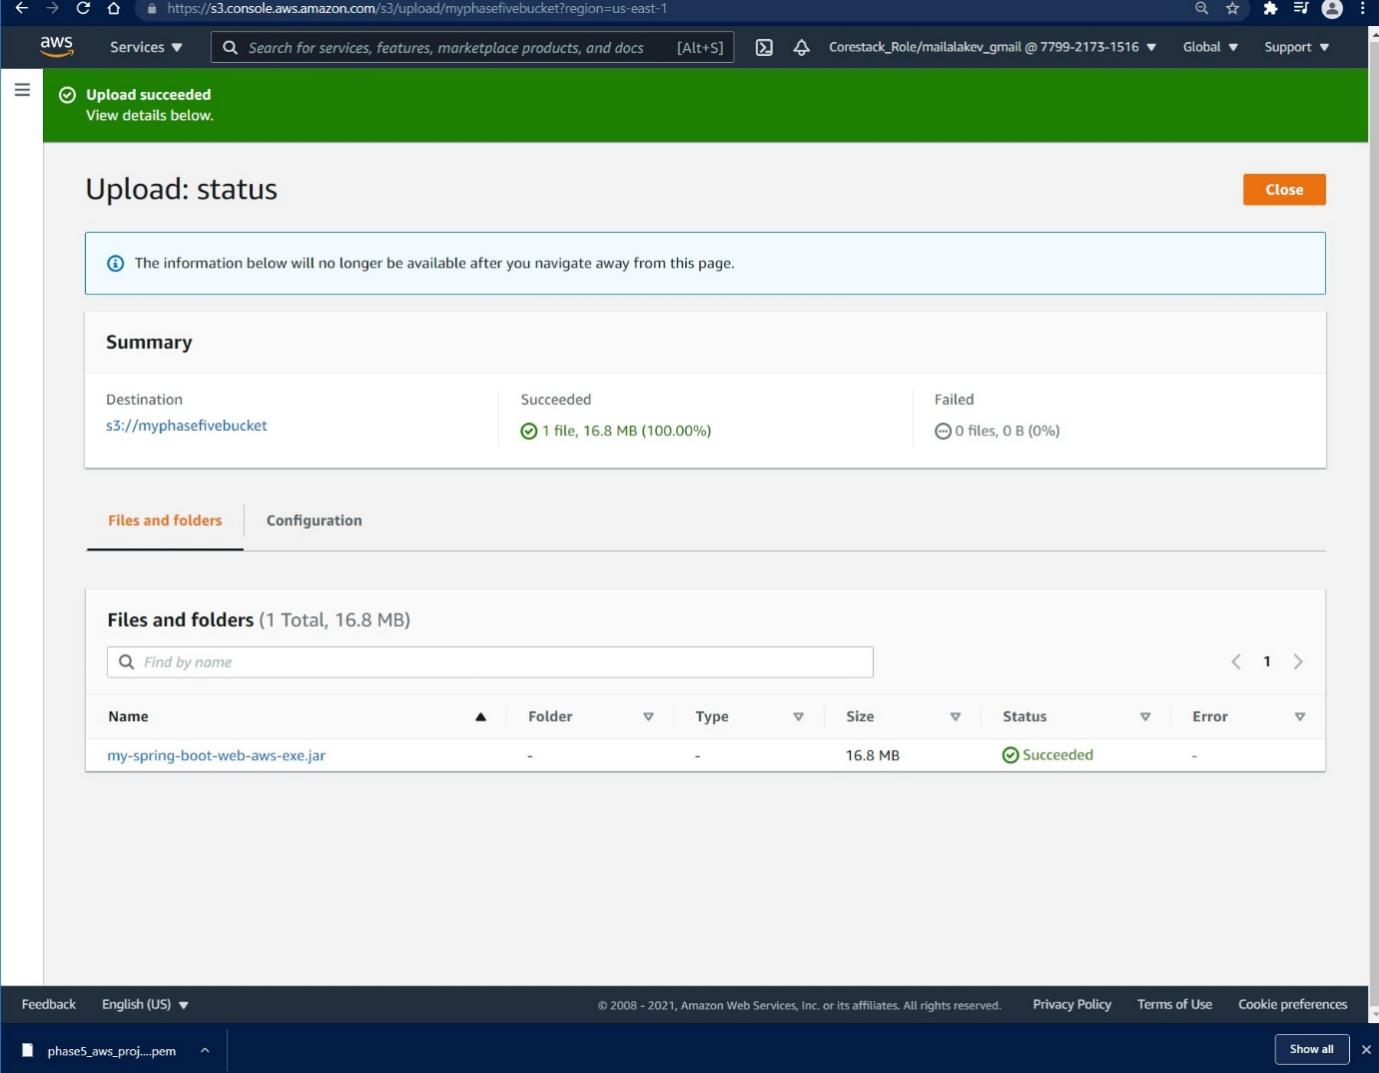 https://s3.console.aws.amazon.com/s3/upload/myphasefivebucket?region=us-east-1
aws Services ▼ Search for services, features, marketplace products, and docs [Alt+S] Corestack_Role/mailalakev_gmail @ 7799-2173-1516 ▼ Global ▼ Support ▼
Upload succeeded
View details below.
Upload: status Close
The information below will no longer be available after you navigate away from this page.
Summary
Destination Succeeded Failed
s3://myphasefivebucket 1 file, 16.8 MB (100.00%) 0 files, 0 B (0%)
Files and folders Configuration
Files and folders (1 Total, 16.8 MB)
Find by name 1
Name Folder Type Size Status Error
my-spring-boot-web-aws-exe.jar - - 16.8 MB Succeeded -
Feedback English (US) ▼ © 2008 - 2021, Amazon Web Services, Inc. or its affiliates. All rights reserved. Privacy Policy Terms of Use Cookie preferences
phase5_aws_proj....pem Show all